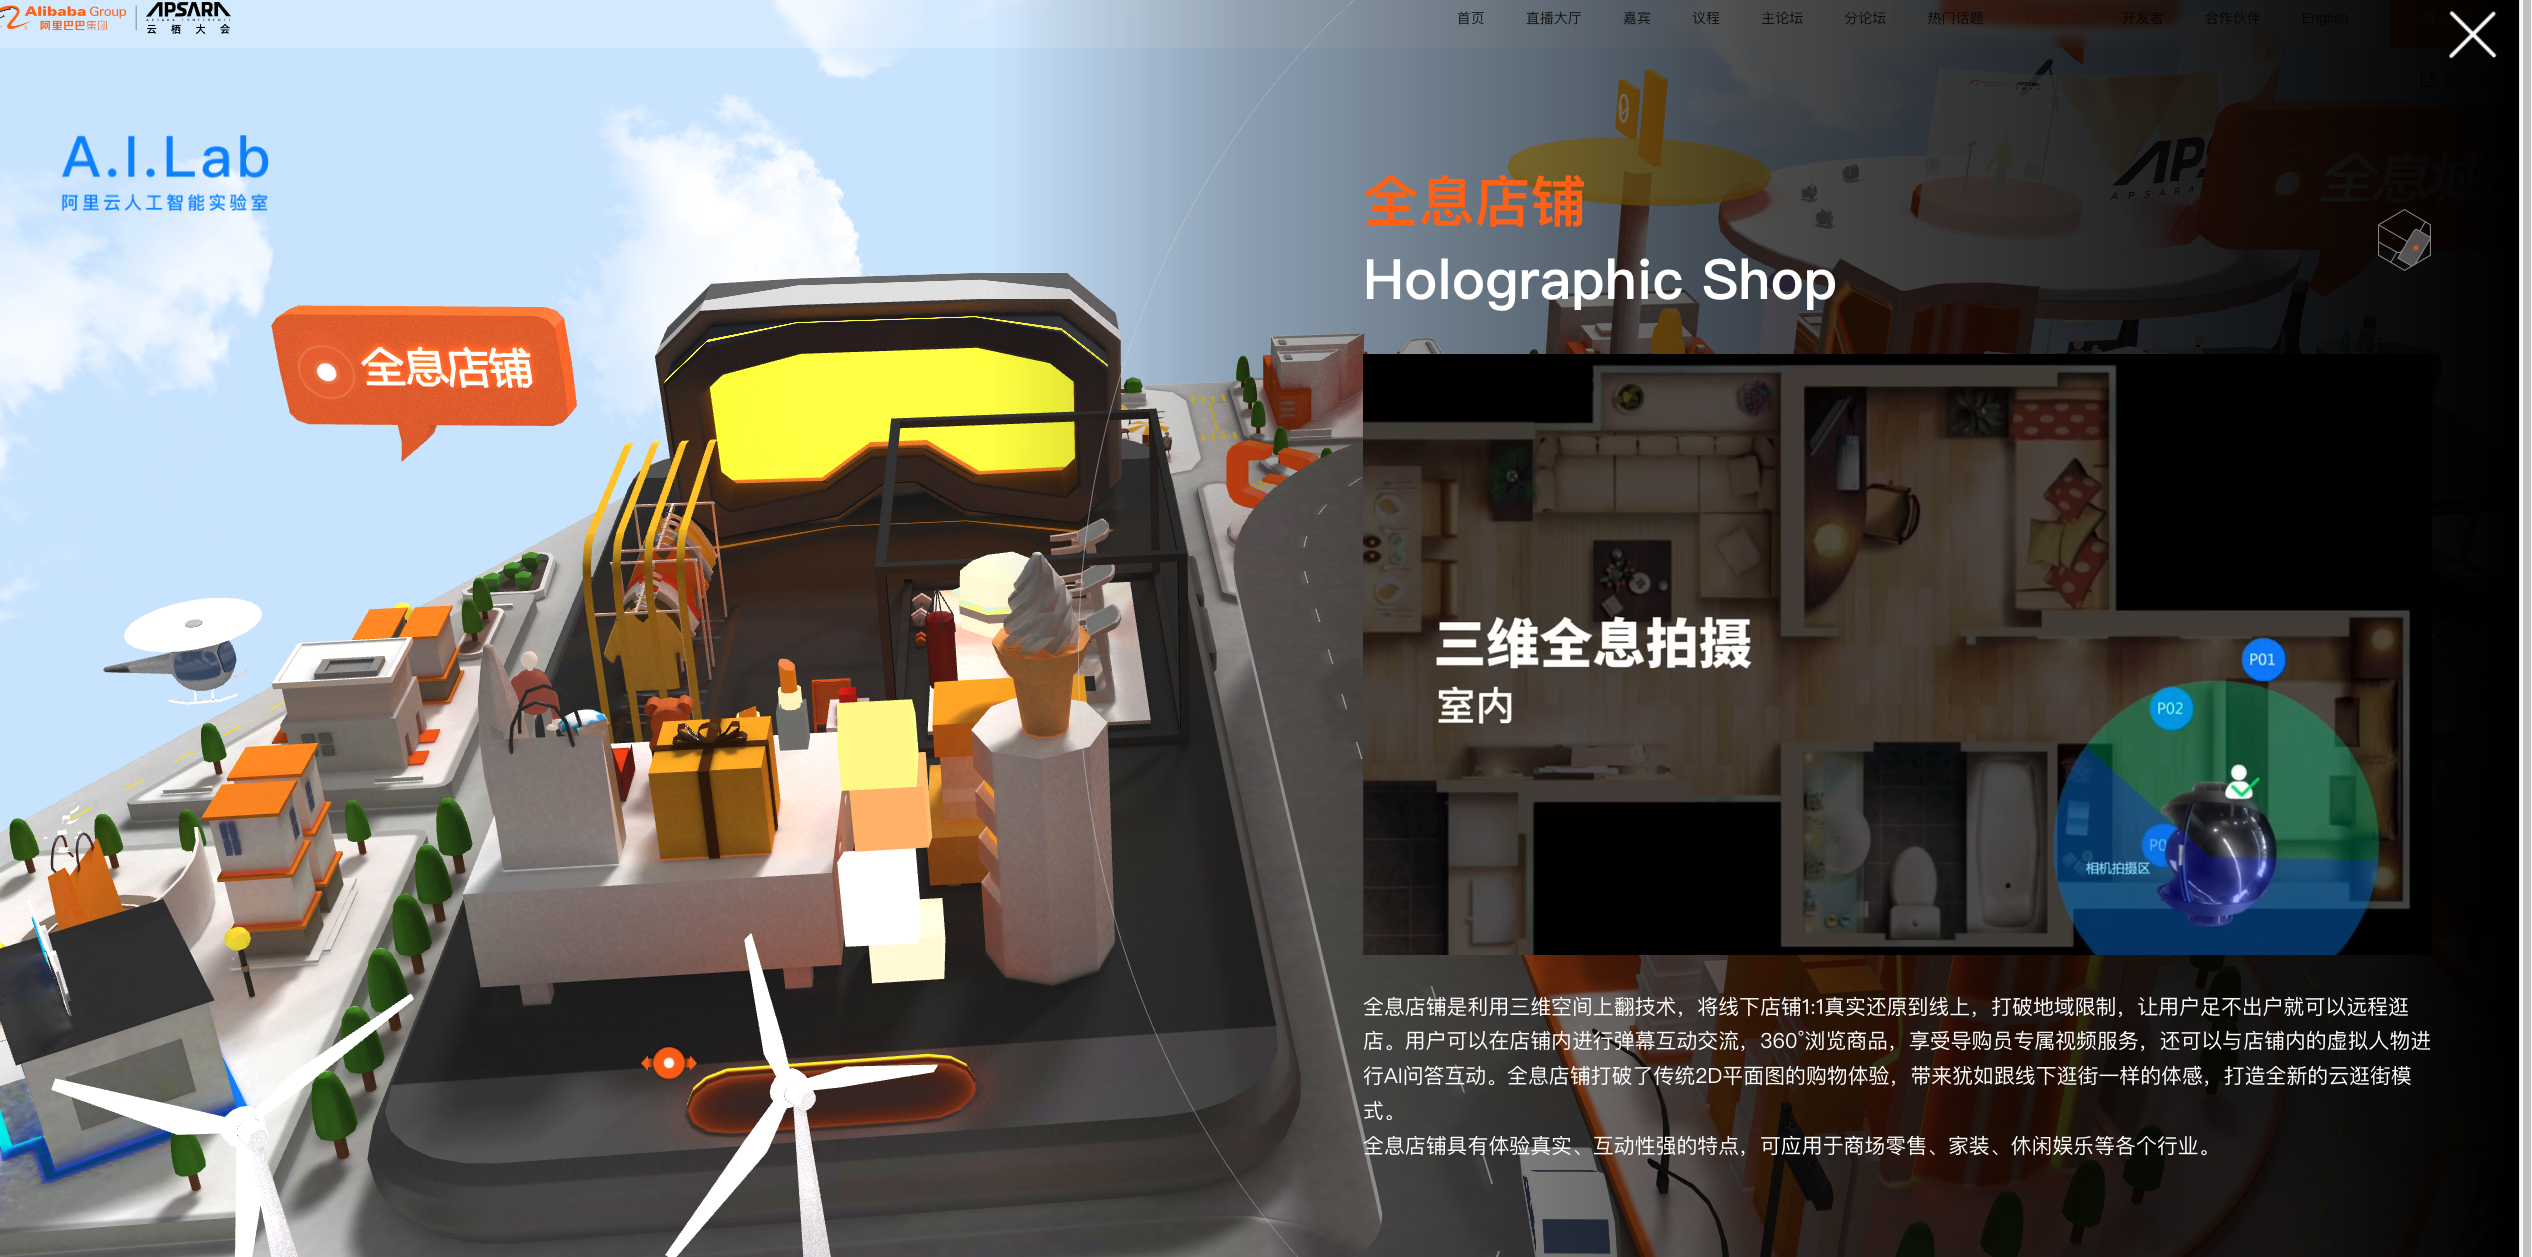 Alibaba Group
阿里巴巴集团
APSARA
APSARA CONFERENCE
云栖大会
首页
直播大厅
嘉宾
议程
主论坛
分论坛
热门话题
开发者
合作伙伴
English
A.I.Lab
阿里云人工智能实验室
全息店铺
全息店铺
Holographic Shop
全息城
三维全息拍摄
室内
P01
P02
相机拍摄区
全息店铺是利用三维空间上翻技术，将线下店铺1:1真实还原到线上，打破地域限制，让用户足不出户就可以远程逛
店。用户可以在店铺内进行弹幕互动交流，360°浏览商品，享受导购员专属视频服务，还可以与店铺内的虚拟人物进
行AI问答互动。全息店铺打破了传统2D平面图的购物体验，带来犹如跟线下逛街一样的体感，打造全新的云逛街模
式。
全息店铺具有体验真实、互动性强的特点，可应用于商场零售、家装、休闲娱乐等各个行业。